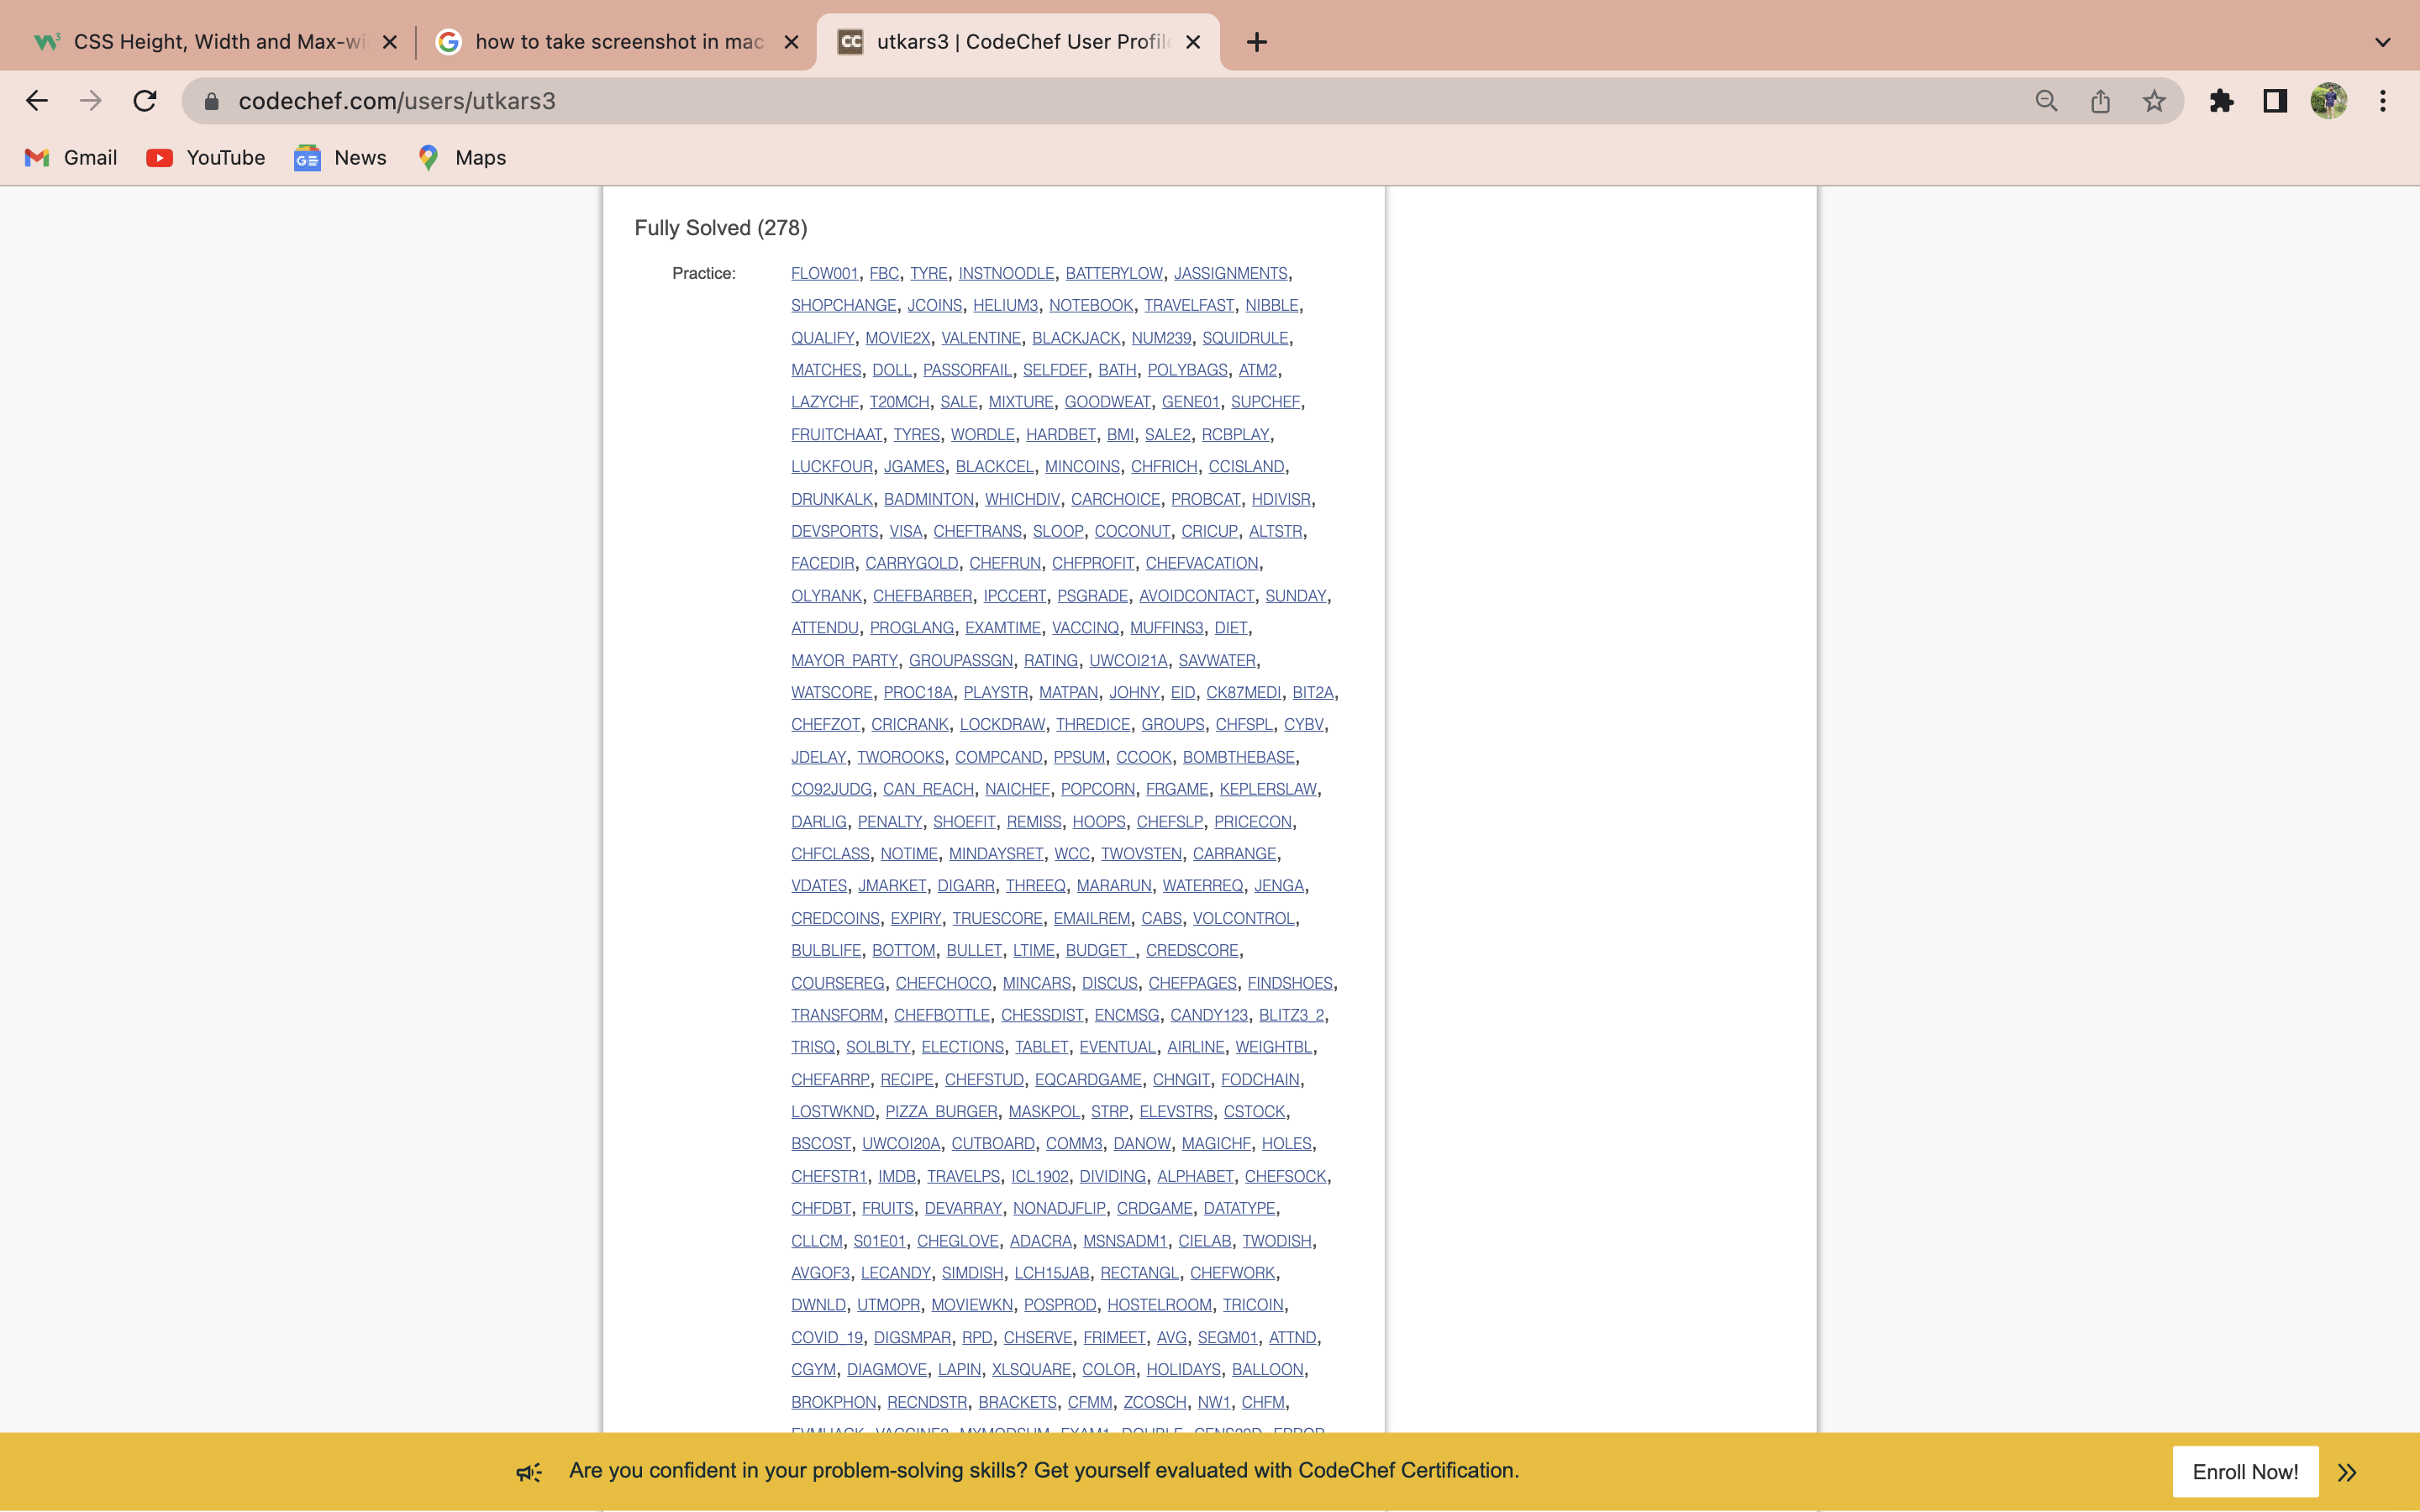 CSS Height, Width and Max-wi
how to take screenshot in mac
CC utkars3 | CodeChef User Profile
codechef.com/users/utkars3
Gmail YouTube News Maps
Fully Solved (278)
Practice: FLOW001, FBC, TYRE, INSTNOODLE, BATTERYLOW, JASSIGNMENTS,
SHOPCHANGE, JCOINS, HELIUM3, NOTEBOOK, TRAVELFAST, NIBBLE,
QUALIFY, MOVIE2X, VALENTINE, BLACKJACK, NUM239, SQUIDRULE,
MATCHES, DOLL, PASSORFAIL, SELFDEF, BATH, POLYBAGS, ATM2,
LAZYCHF, T20MCH, SALE, MIXTURE, GOODWEAT, GENE01, SUPCHEF,
FRUITCHAAT, TYRES, WORDLE, HARDBET, BMI, SALE2, RCBPLAY,
LUCKFOUR, JGAMES, BLACKCEL, MINCOINS, CHFRICH, CCISLAND,
DRUNKALK, BADMINTON, WHICHDIV, CARCHOICE, PROBCAT, HDIVISR,
DEVSPORTS, VISA, CHEFTRANS, SLOOP, COCONUT, CRICUP, ALTSTR,
FACEDIR, CARRYGOLD, CHEFRUN, CHFPROFIT, CHEFVACATION,
OLYRANK, CHEFBARBER, IPCCERT, PSGRADE, AVOIDCONTACT, SUNDAY,
ATTENDU, PROGLANG, EXAMTIME, VACCINQ, MUFFINS3, DIET,
MAYOR_PARTY, GROUPASSGN, RATING, UWCOI21A, SAVWATER,
WATSCORE, PROC18A, PLAYSTR, MATPAN, JOHNY, EID, CK87MEDI, BIT2A,
CHEFZOT, CRICRANK, LOCKDRAW, THREDICE, GROUPS, CHFSPL, CYBV,
JDELAY, TWOROOKS, COMPCAND, PPSUM, CCOOK, BOMBTHEBASE,
CO92JUDG, CAN_REACH, NAICHEF, POPCORN, FRGAME, KEPLERSLAW,
DARLIG, PENALTY, SHOEFIT, REMISS, HOOPS, CHEFSLP, PRICECON,
CHFCLASS, NOTIME, MINDAYSRET, WCC, TWOVSTEN, CARRANGE,
VDATES, JMARKET, DIGARR, THREEQ, MARARUN, WATERREQ, JENGA,
CREDCOINS, EXPIRY, TRUESCORE, EMAILREM, CABS, VOLCONTROL,
BULBLIFE, BOTTOM, BULLET, LTIME, BUDGET_, CREDSCORE,
COURSEREG, CHEFCHOCO, MINCARS, DISCUS, CHEFPAGES, FINDSHOES,
TRANSFORM, CHEFBOTTLE, CHESSDIST, ENCMSG, CANDY123, BLITZ3_2,
TRISQ, SOLBLTY, ELECTIONS, TABLET, EVENTUAL, AIRLINE, WEIGHTBL,
CHEFARRP, RECIPE, CHEFSTUD, EQCARDGAME, CHNGIT, FODCHAIN,
LOSTWKND, PIZZA_BURGER, MASKPOL, STRP, ELEVSTRS, CSTOCK,
BSCOST, UWCOI20A, CUTBOARD, COMM3, DANOW, MAGICHF, HOLES,
CHEFSTR1, IMDB, TRAVELPS, ICL1902, DIVIDING, ALPHABET, CHEFSOCK,
CHFDBT, FRUITS, DEVARRAY, NONADJFLIP, CRDGAME, DATATYPE,
CLLCM, S01E01, CHEGLOVE, ADACRA, MSNSADM1, CIELAB, TWODISH,
AVGOF3, LECANDY, SIMDISH, LCH15JAB, RECTANGL, CHEFWORK,
DWNLD, UTMOPR, MOVIEWKN, POSPROD, HOSTELROOM, TRICOIN,
COVID_19, DIGSMPAR, RPD, CHSERVE, FRIMEET, AVG, SEGM01, ATTND,
CGYM, DIAGMOVE, LAPIN, XLSQUARE, COLOR, HOLIDAYS, BALLOON,
BROKPHON, RECNDSTR, BRACKETS, CFMM, ZCOSCH, NW1, CHFM,
Are you confident in your problem-solving skills? Get yourself evaluated with CodeChef Certification. Enroll Now!